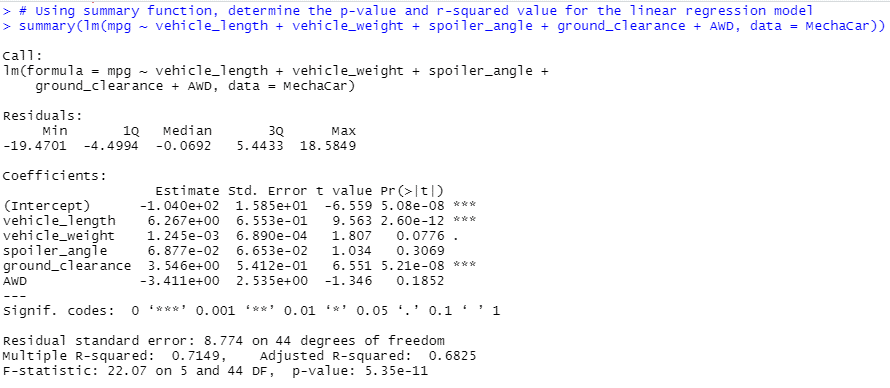 > # Using summary function, determine the p-value and r-squared value for the linear regression model
> summary(lm(mpg ~ vehicle_length + vehicle_weight + spoiler_angle + ground_clearance + AWD, data = MechaCar))
Call:
lm(formula = mpg ~ vehicle_length + vehicle_weight + spoiler_angle +
    ground_clearance + AWD, data = MechaCar)
Residuals:
     Min       1Q   Median       3Q      Max
-19.4701  -4.4994  -0.0692   5.4433  18.5849
Coefficients:
                   Estimate Std. Error t value Pr(>|t|)
(Intercept)      -1.040e+02  1.585e+01  -6.559 5.08e-08 ***
vehicle_length    6.267e+00  6.553e-01   9.563 2.60e-12 ***
vehicle_weight    1.245e-03  6.890e-04   1.807   0.0776 .
spoiler_angle     6.877e-02  6.653e-02   1.034   0.3069
ground_clearance  3.546e+00  5.412e-01   6.551 5.21e-08 ***
AWD              -3.411e+00  2.535e+00  -1.346   0.1852
---
Signif. codes:  0 ‘***’ 0.001 ‘**’ 0.01 ‘*’ 0.05 ‘.’ 0.1 ‘ ’ 1
Residual standard error: 8.774 on 44 degrees of freedom
Multiple R-squared:  0.7149,    Adjusted R-squared:  0.6825
F-statistic: 22.07 on 5 and 44 DF,  p-value: 5.35e-11